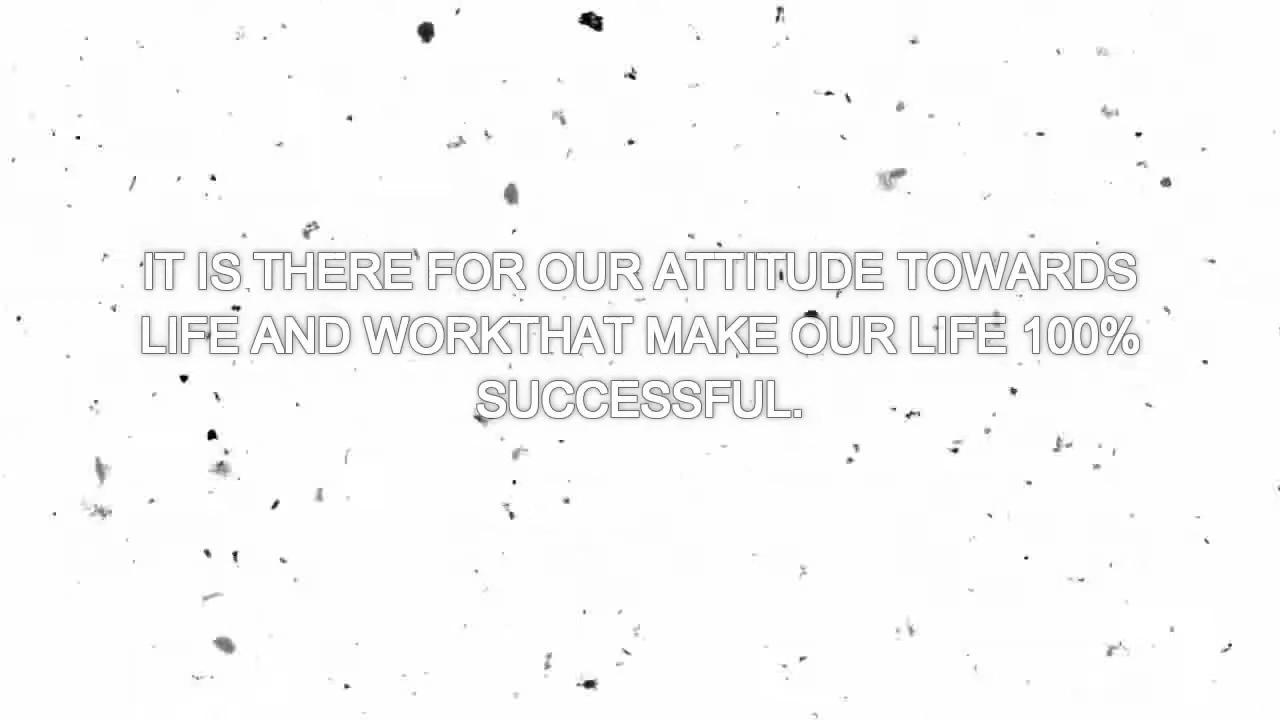 IT IS THERE FOR OUR ATTITUDE TOWARDS
LIFE AND WORKTHAT MAKE OUR LIFE 100%
SUCCESSFUL.